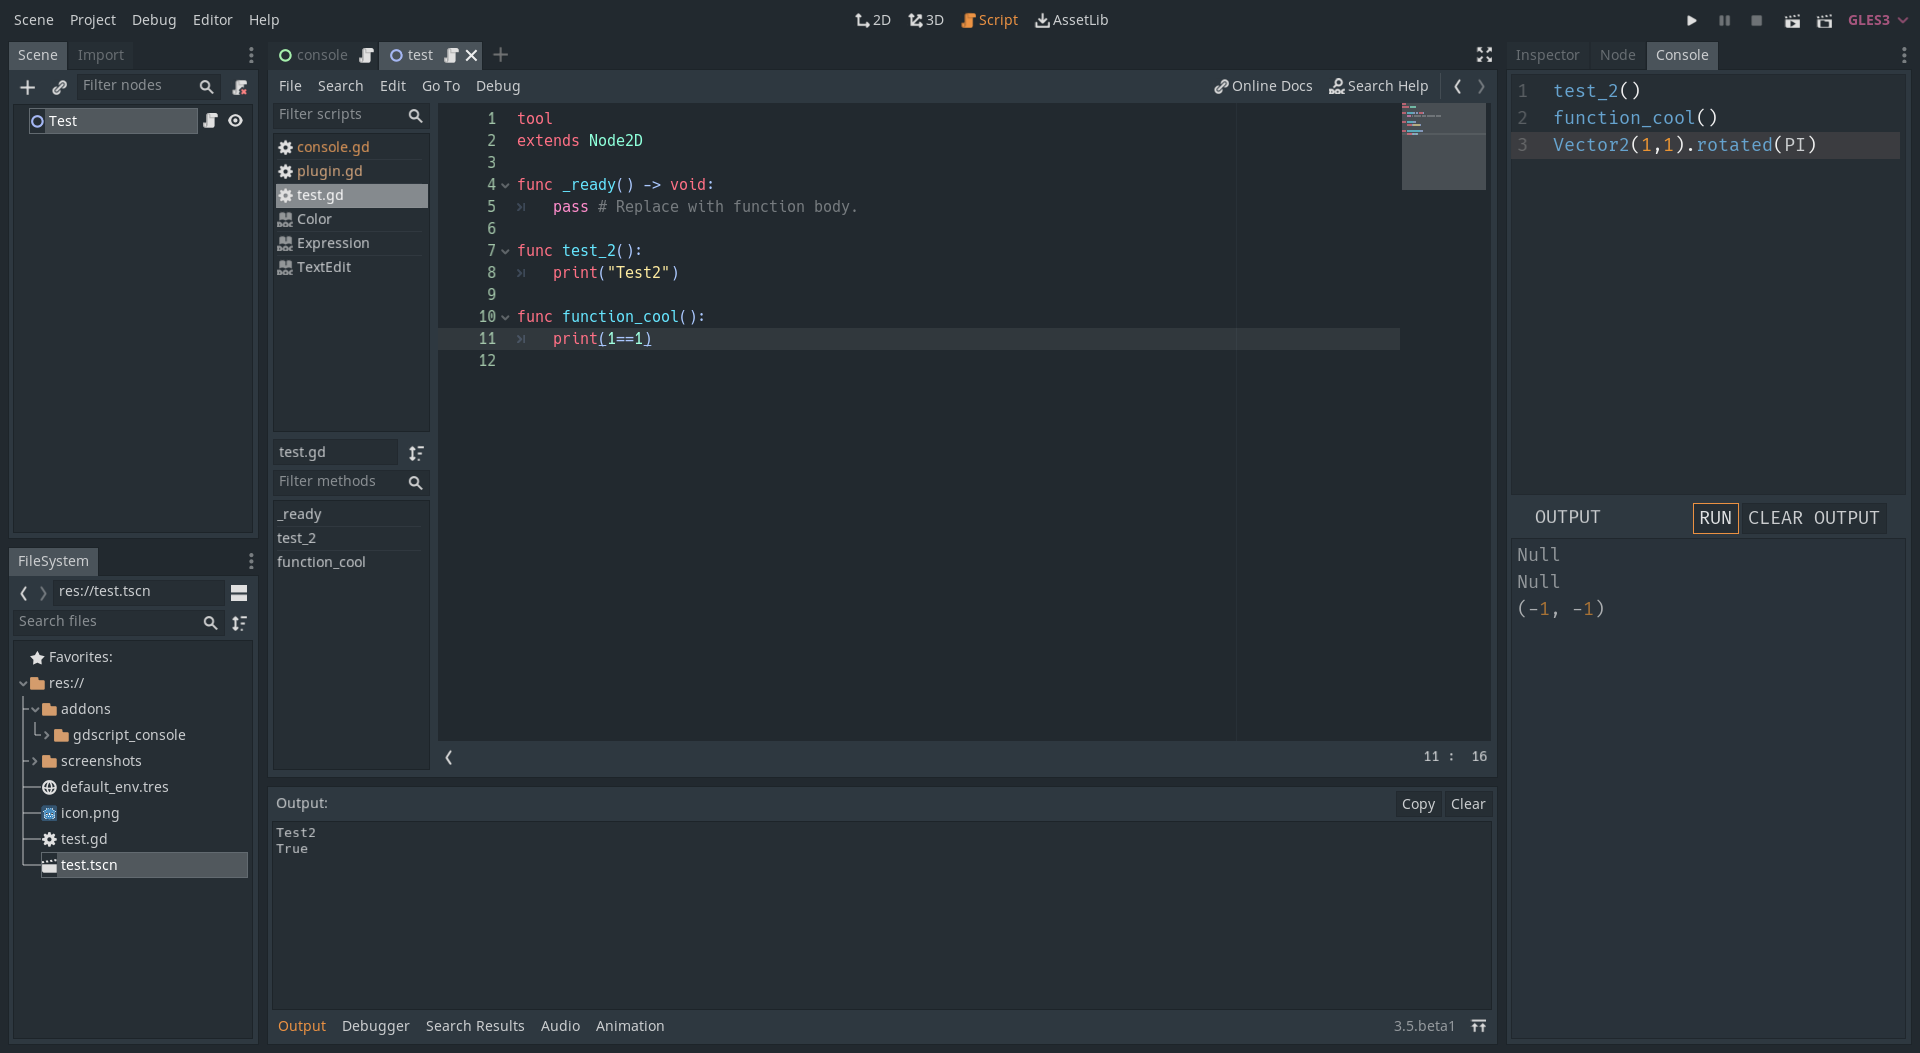 Scene Project Debug Editor Help
2D 3D Script AssetLib
GLES3
Scene Import
Filter nodes
Test
FileSystem
res://test.tscn
Search files
Favorites:
res://
addons
gdscript_console
screenshots
default_env.tres
icon.png
test.gd
test.tscn
console test
File Search Edit Go To Debug
Online Docs Search Help
Filter scripts
console.gd
plugin.gd
test.gd
Color
Expression
TextEdit
test.gd
Filter methods
_ready
test_2
function_cool
1 tool
2 extends Node2D
3
4 func _ready() -> void:
5 pass # Replace with function body.
6
7 func test_2():
8 print("Test2")
9
10 func function_cool():
11 print(1==1)
12
11 : 16
Output:
Copy Clear
Test2
True
Output Debugger Search Results Audio Animation
3.5.beta1
Inspector Node Console
1 test_2()
2 function_cool()
3 Vector2(1,1).rotated(PI)
OUTPUT RUN CLEAR OUTPUT
Null
Null
(-1, -1)